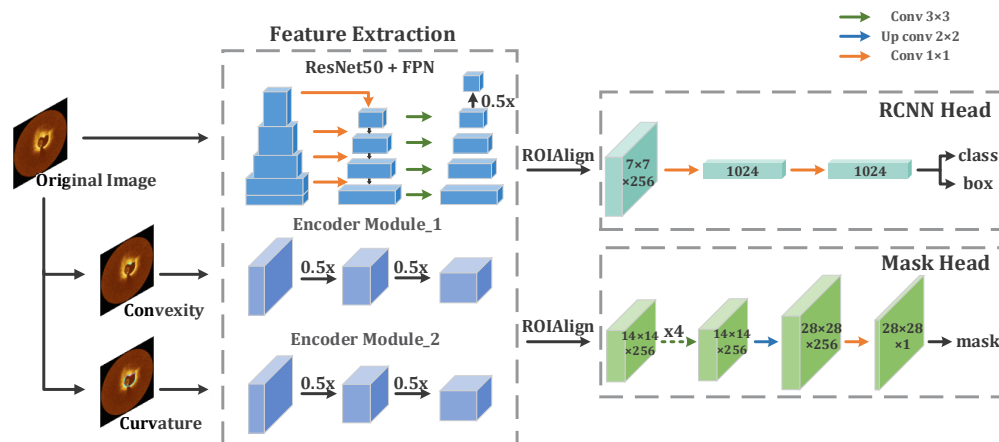 Conv 3×3
Up conv 2×2
Conv 1×1
Feature Extraction
ResNet50 + FPN
0.5x
Original Image
ROIAlign
RCNN Head
7×7
×256
1024
1024
class
box
Encoder Module_1
0.5x
0.5x
Convexity
Encoder Module_2
0.5x
0.5x
Curvature
ROIAlign
Mask Head
14×14
×256
x4
14×14
×256
28×28
×256
28×28
×1
mask